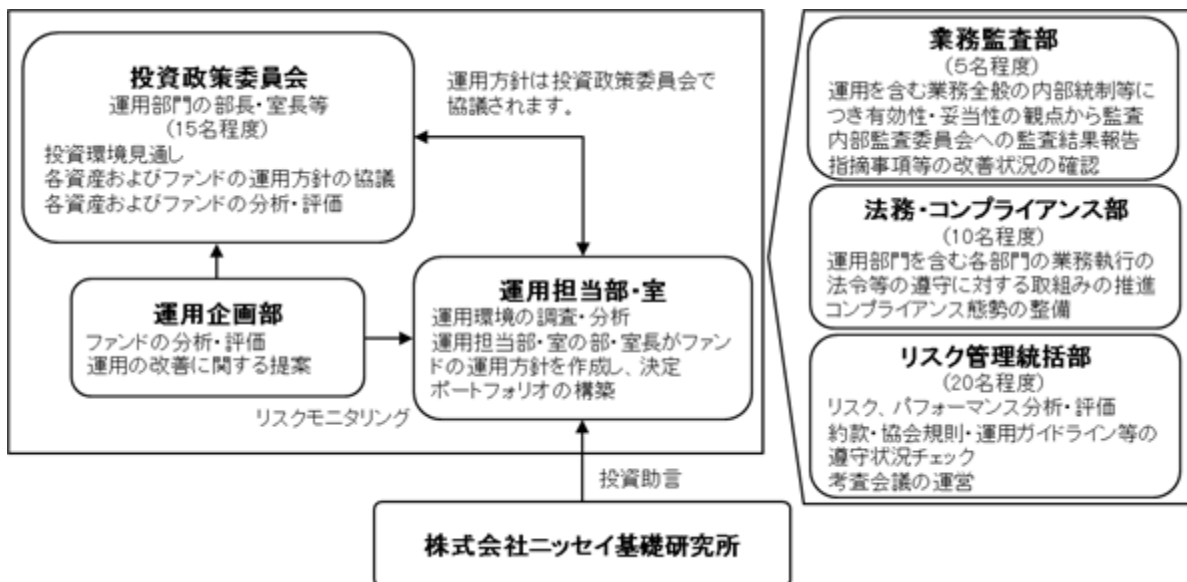 投資政策委員会
運用部門の部長・室長等
(15名程度)
投資環境見通し
各資産およびファンドの運用方針の協議
各資産およびファンドの分析・評価
運用方針は投資政策委員会で
協議されます。
運用企画部
ファンドの分析・評価
運用の改善に関する提案
運用担当部・室
運用環境の調査・分析
運用担当部・室の部・室長がファン
ドの運用方針を作成し、決定
ポートフォリオの構築
リスクモニタリング
投資助言
株式会社ニッセイ基礎研究所
業務監査部
(5名程度)
運用を含む業務全般の内部統制等に
つき有効性・妥当性の観点から監査
内部監査委員会への監査結果報告
指摘事項等の改善状況の確認
法務・コンプライアンス部
(10名程度)
運用部門を含む各部門の業務執行の
法令等の遵守に対する取組みの推進
コンプライアンス態勢の整備
リスク管理統括部
(20名程度)
リスク、パフォーマンス分析・評価
約款・協会規則・運用ガイドライン等の
遵守状況チェック
考査会議の運営